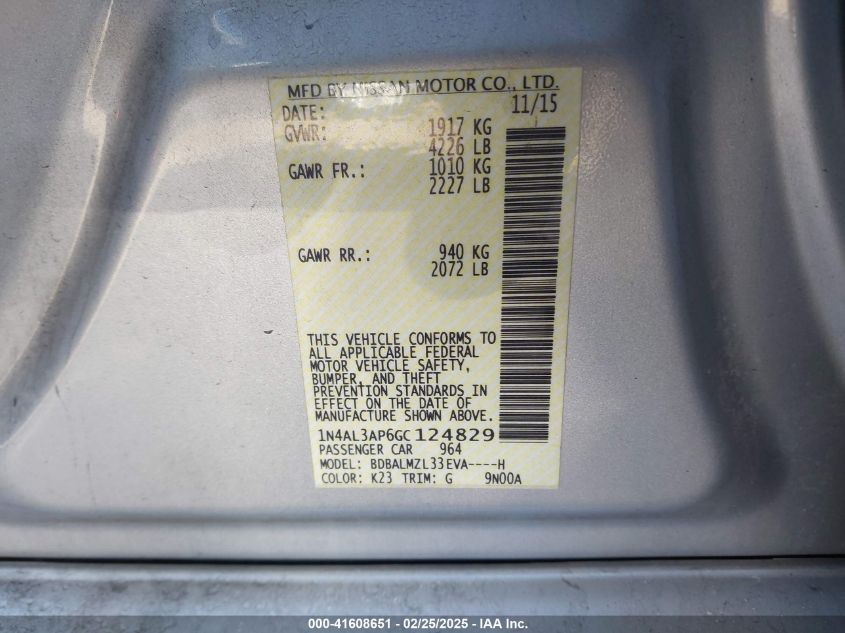 MFD BY NISSAN MOTOR CO., LTD.
DATE: 11/15
GVWR: 1917 KG
4226 LB
GAWR FR.: 1010 KG
2227 LB
GAWR RR.: 940 KG
2072 LB
THIS VEHICLE CONFORMS TO
ALL APPLICABLE FEDERAL
MOTOR VEHICLE SAFETY,
BUMPER, AND THEFT
PREVENTION STANDARDS IN
EFFECT ON THE DATE OF
MANUFACTURE SHOWN ABOVE.
1N4AL3AP6GC124829
PASSENGER CAR 964
MODEL: BDBALMZL33EVA----H
COLOR: K23 TRIM: G 9N00A
000-41608651 - 02/25/2025 - IAA Inc.